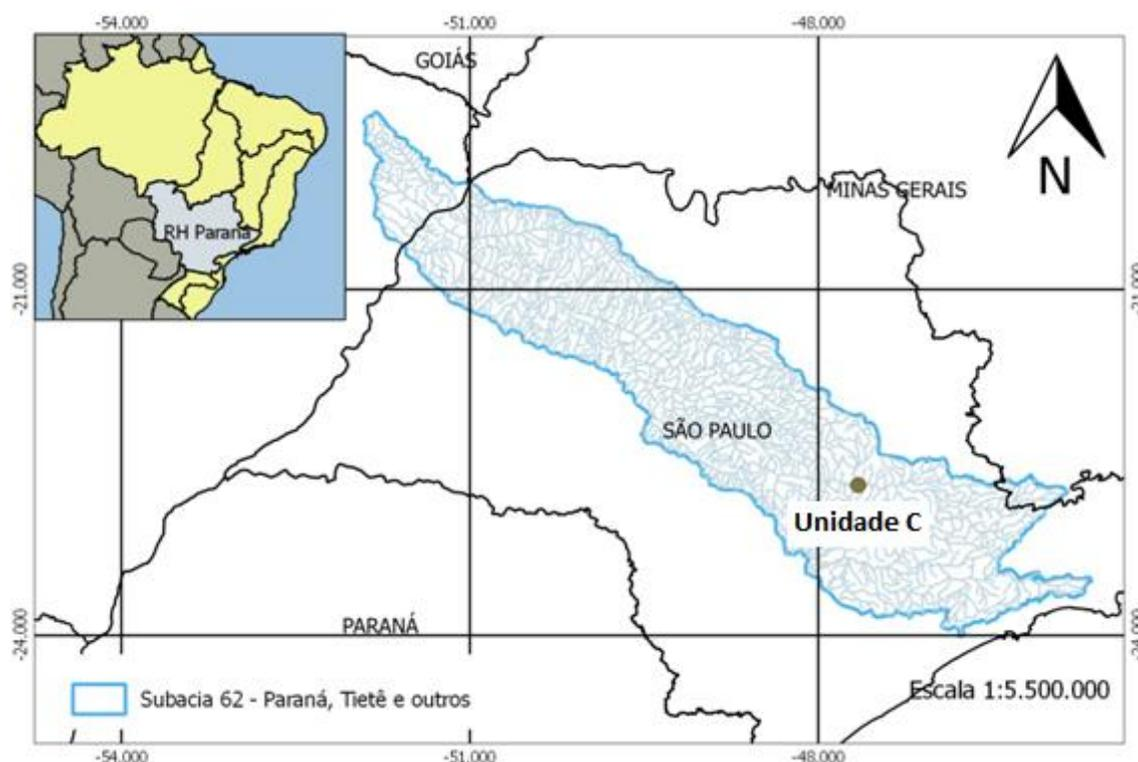 -54.000 -51.000 -48.000
GOIÁS
N
MINAS GERAIS
RH Paraná
-21.000 -21.000
SÃO PAULO
Unidade C
PARANÁ
-24.000 -24.000
Subacia 62 - Paraná, Tietê e outros
Escala 1:5.500.000
-54.000 -51.000 -48.000